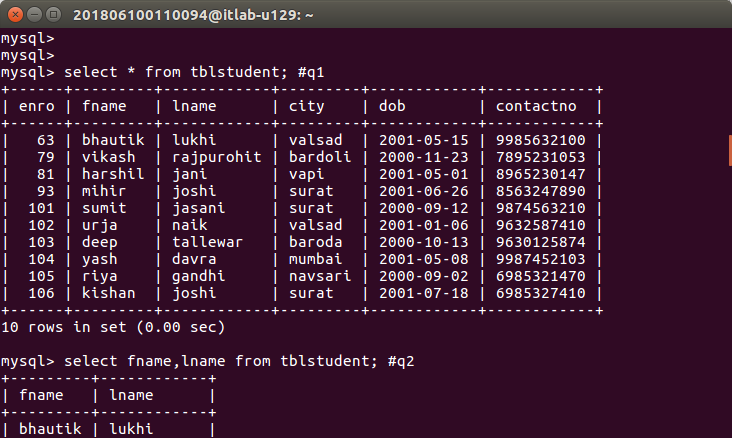 201806100110094@itlab-u129: ~
mysql>
mysql>
mysql> select * from tblstudent; #q1
+------+---------+------------+---------+------------+------------+
| enro | fname   | lname      | city    | dob        | contactno  |
+------+---------+------------+---------+------------+------------+
|   63 | bhautik | lukhi      | valsad  | 2001-05-15 | 9985632100 |
|   79 | vikash  | rajpurohit | bardoli | 2000-11-23 | 7895231053 |
|   81 | harshil | jani       | vapi    | 2001-05-01 | 8965230147 |
|   93 | mihir   | joshi      | surat   | 2001-06-26 | 8563247890 |
|  101 | sumit   | jasani     | surat   | 2000-09-12 | 9874563210 |
|  102 | urja    | naik       | valsad  | 2001-01-06 | 9632587410 |
|  103 | deep    | tallewar   | baroda  | 2000-10-13 | 9630125874 |
|  104 | yash    | davra      | mumbai  | 2001-05-08 | 9987452103 |
|  105 | riya    | gandhi     | navsari | 2000-09-02 | 6985321470 |
|  106 | kishan  | joshi      | surat   | 2001-07-18 | 6985327410 |
+------+---------+------------+---------+------------+------------+
10 rows in set (0.00 sec)
mysql> select fname,lname from tblstudent; #q2
+---------+------------+
| fname   | lname      |
+---------+------------+
| bhautik | lukhi      |